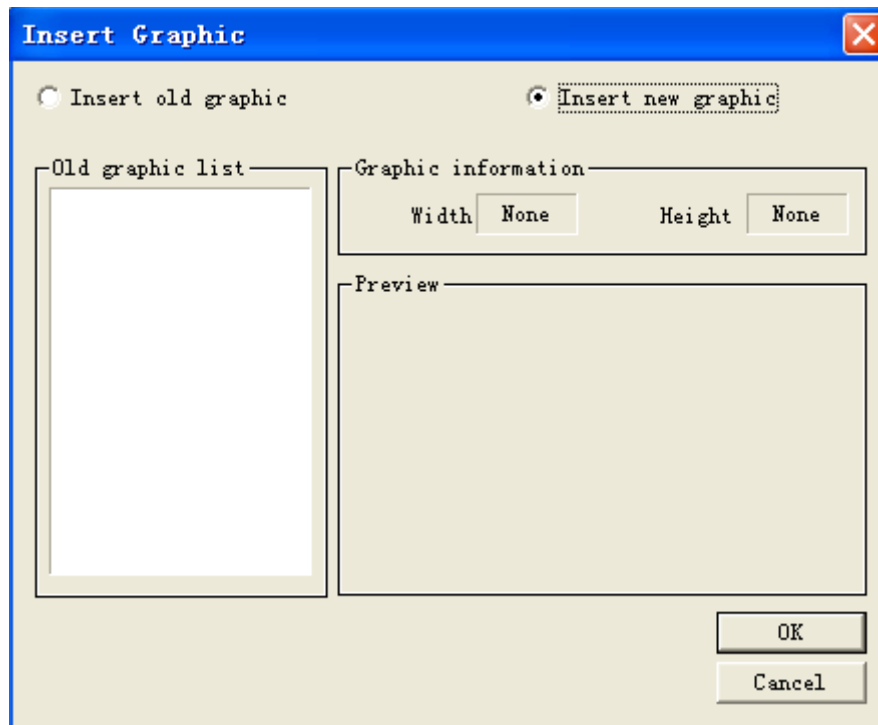 Insert Graphic
Insert old graphic
Insert new graphic
Old graphic list
Graphic information
Width None Height None
Preview
OK
Cancel